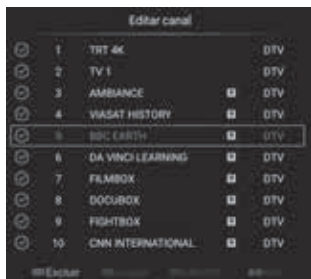 Editar canal
1 TRT 4K DTV
2 TV 1 DTV
3 AMBIANCE DTV
4 VIASAT HISTORY DTV
5 BBC EARTH DTV
6 DA VINCI LEARNING DTV
7 FILMBOX DTV
8 DOCUBOX DTV
9 FIGHTBOX DTV
10 CNN INTERNATIONAL DTV
Excluir